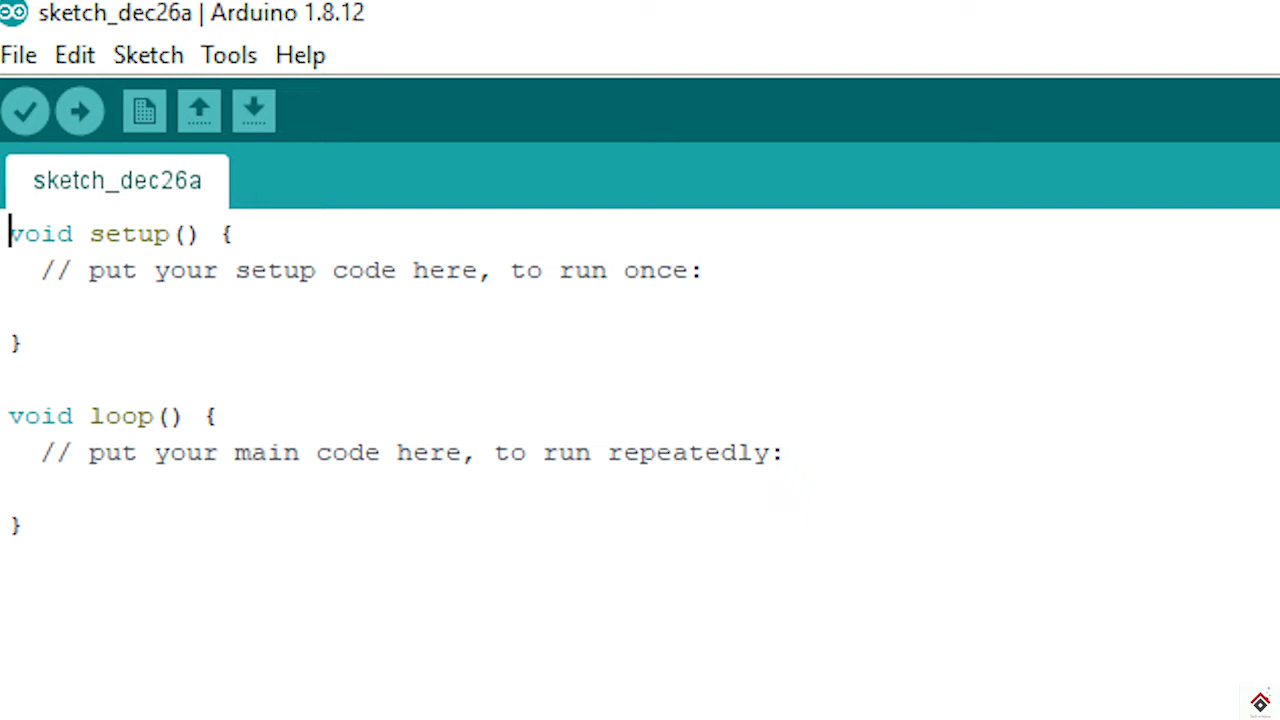 sketch_dec26a | Arduino 1.8.12
File Edit Sketch Tools Help
sketch_dec26a
void setup() {
  // put your setup code here, to run once:
}
void loop() {
  // put your main code here, to run repeatedly:
}